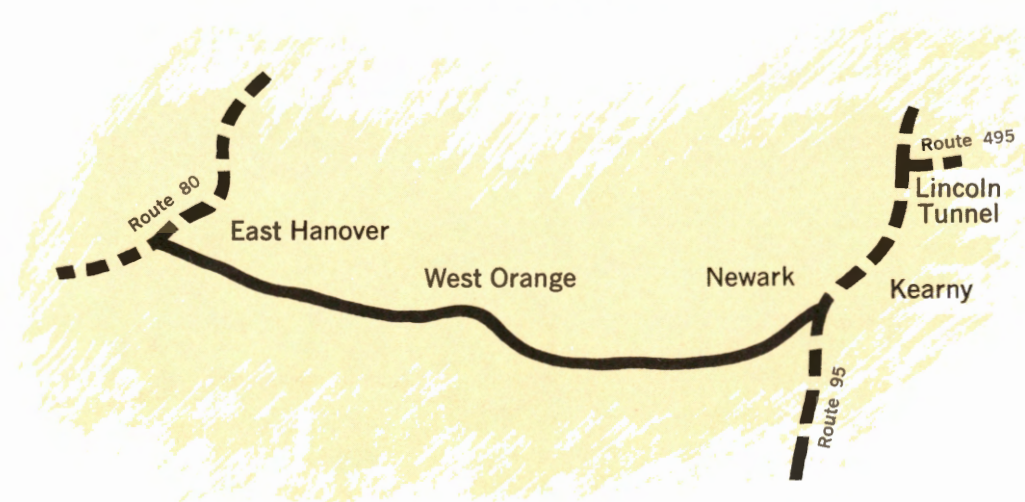 Route 495
Lincoln
Tunnel
Route 80
East Hanover
West Orange
Newark
Kearny
Route 95